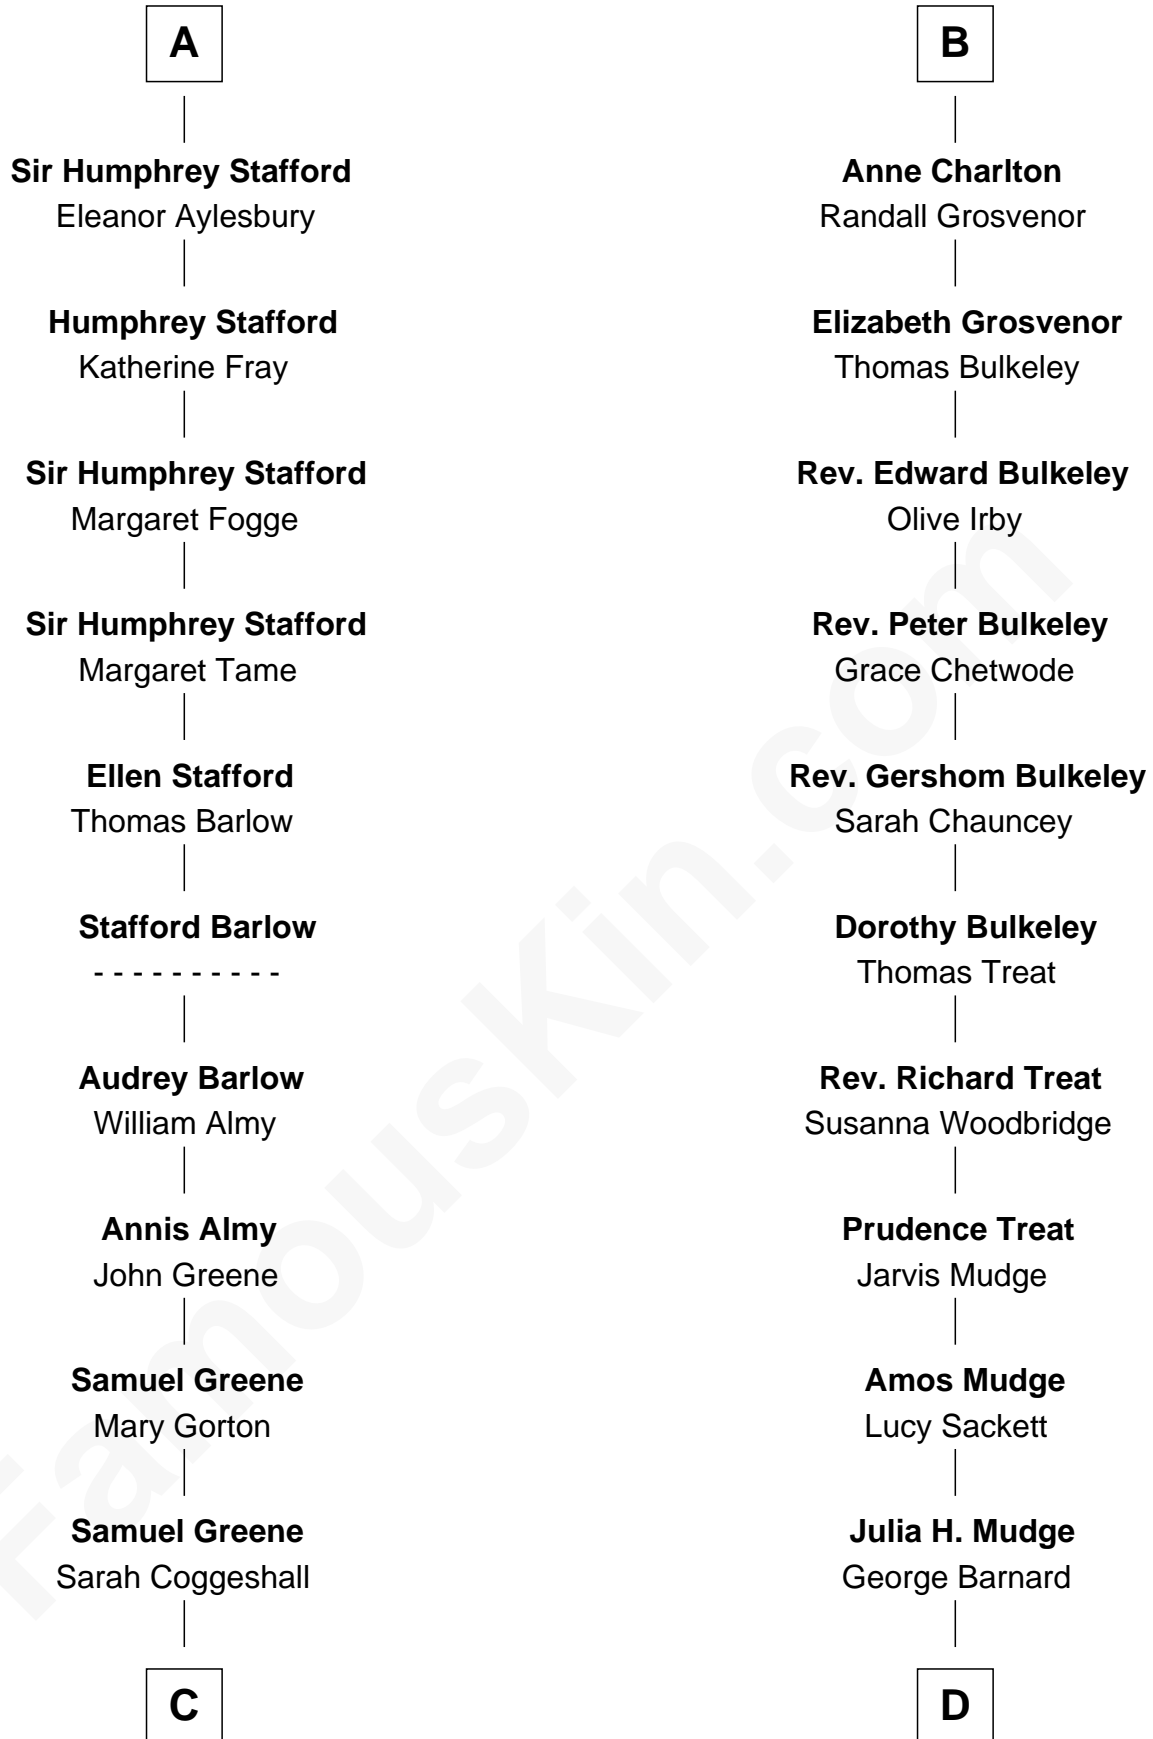 A
Sir Humphrey Stafford
Eleanor Aylesbury
Humphrey Stafford
Katherine Fray
Sir Humphrey Stafford
Margaret Fogge
Sir Humphrey Stafford
Margaret Tame
Ellen Stafford
Thomas Barlow
Stafford Barlow
- - - - - - - - - -
Audrey Barlow
William Almy
Annis Almy
John Greene
Samuel Greene
Mary Gorton
Samuel Greene
Sarah Coggeshall
C
B
Anne Charlton
Randall Grosvenor
Elizabeth Grosvenor
Thomas Bulkeley
Rev. Edward Bulkeley
Olive Irby
Rev. Peter Bulkeley
Grace Chetwode
Rev. Gershom Bulkeley
Sarah Chauncey
Dorothy Bulkeley
Thomas Treat
Rev. Richard Treat
Susanna Woodbridge
Prudence Treat
Jarvis Mudge
Amos Mudge
Lucy Sackett
Julia H. Mudge
George Barnard
D
FamousKin.com